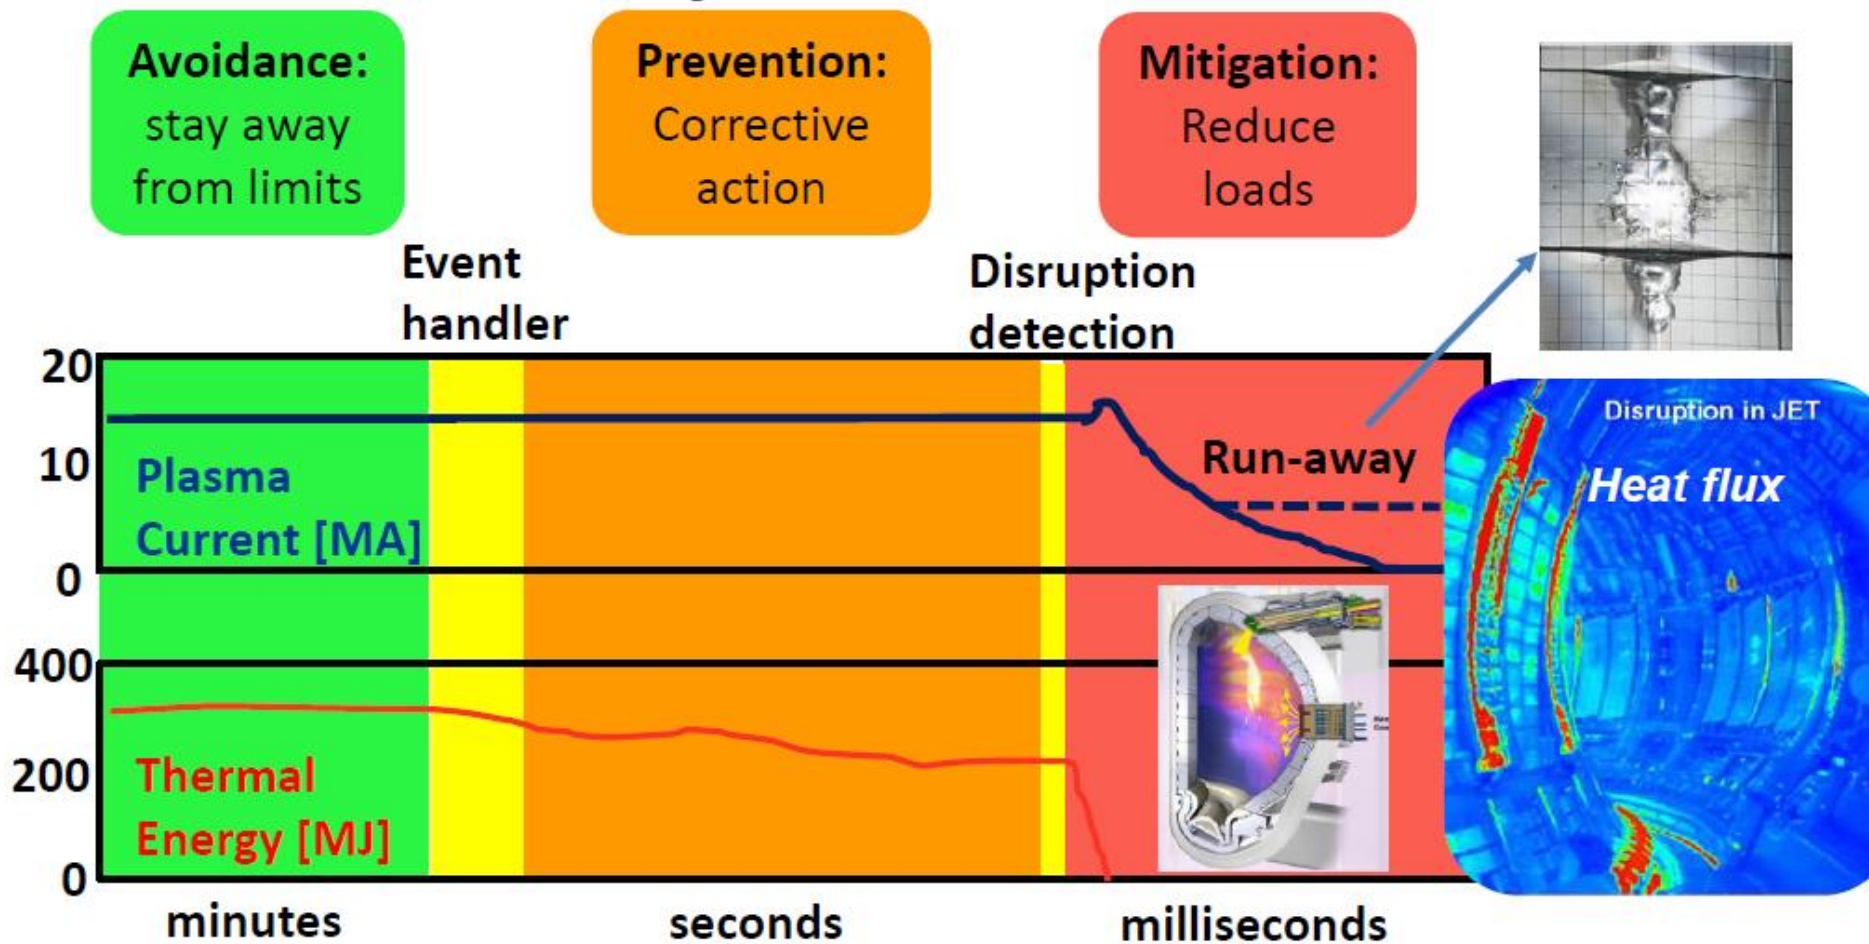 Avoidance:
stay away
from limits
Prevention:
Corrective
action
Mitigation:
Reduce
loads
Event
handler
Disruption
detection
20
10
0
Plasma
Current [MA]
Run-away
Disruption in JET
Heat flux
400
200
0
Thermal
Energy [MJ]
minutes
seconds
milliseconds